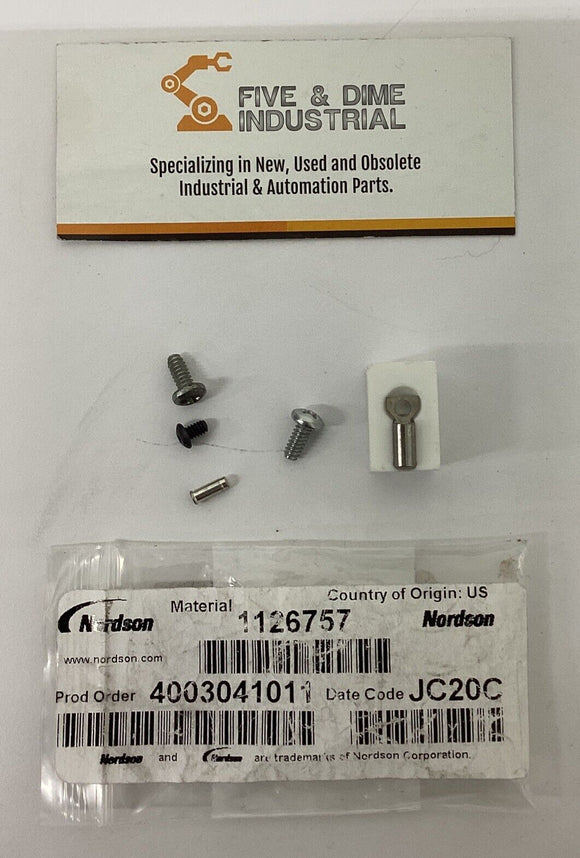 FIVE & DIME
INDUSTRIAL
Specializing in New, Used and Obsolete
Industrial & Automation Parts.
Country of Origin: US
Nordson Material 1126757 Nordson
www.nordson.com
Prod Order 4003041011 Date Code JC20C
Nordson and Nordson are trademarks of Nordson Corporation.